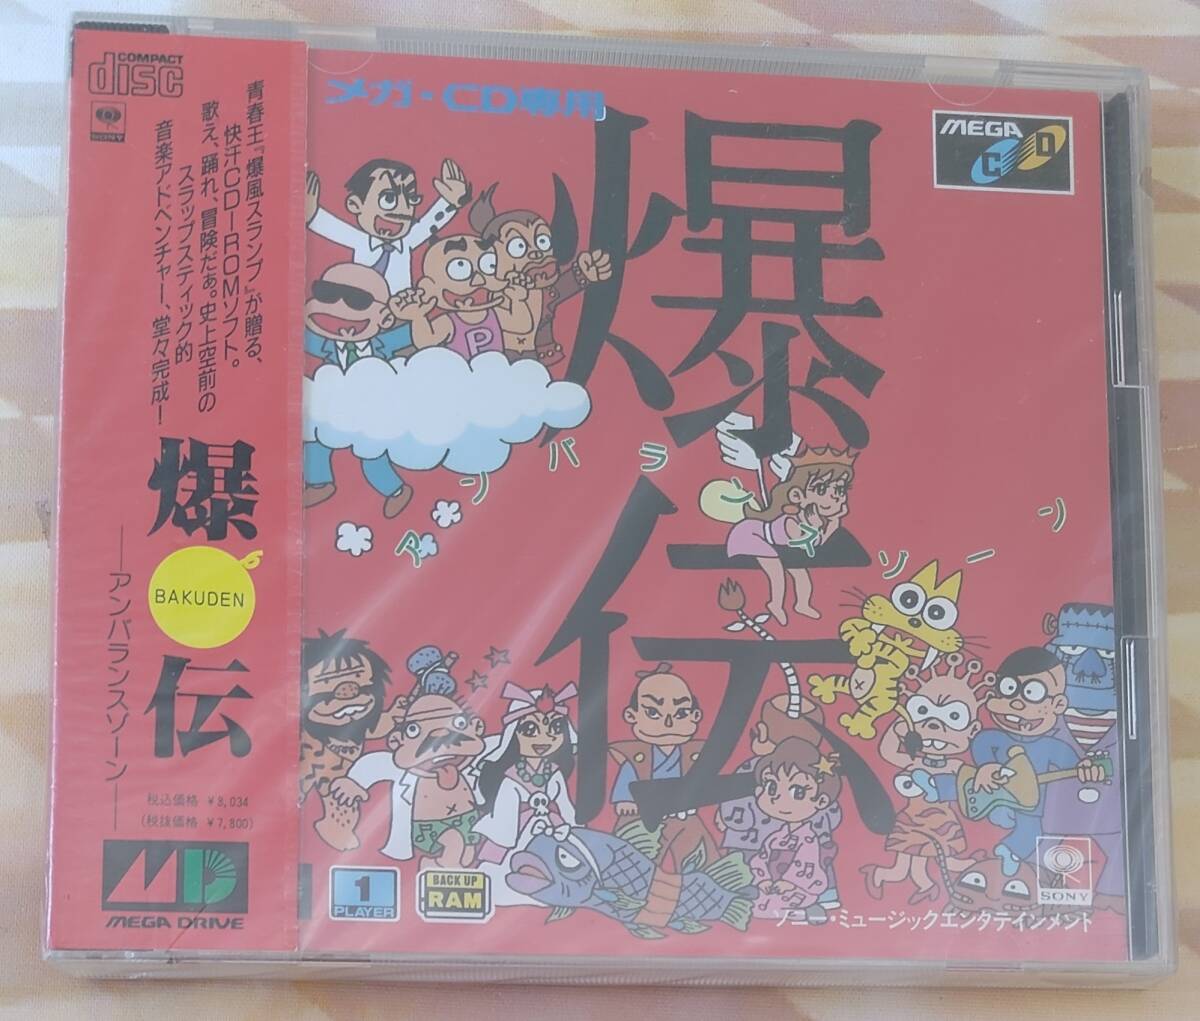 COMPACT
disc
SONY
青春王『爆風スランプ』が贈る、
快汗CD-ROMソフト。
歌え、踊れ、冒険だぁ。史上空前の
スラップスティック的
音楽アドベンチャー、堂々完成!
爆
BAKUDEN
伝
―アンバランスゾーン―
税込価格 ¥8,034
(税抜価格 ¥7,800)
MD
MEGA DRIVE
メガ・CD専用
MEGA
CD
爆伝
アンバランスゾーン
P
1
PLAYER
BACK UP
RAM
SONY
ソニー・ミュージックエンタテインメント